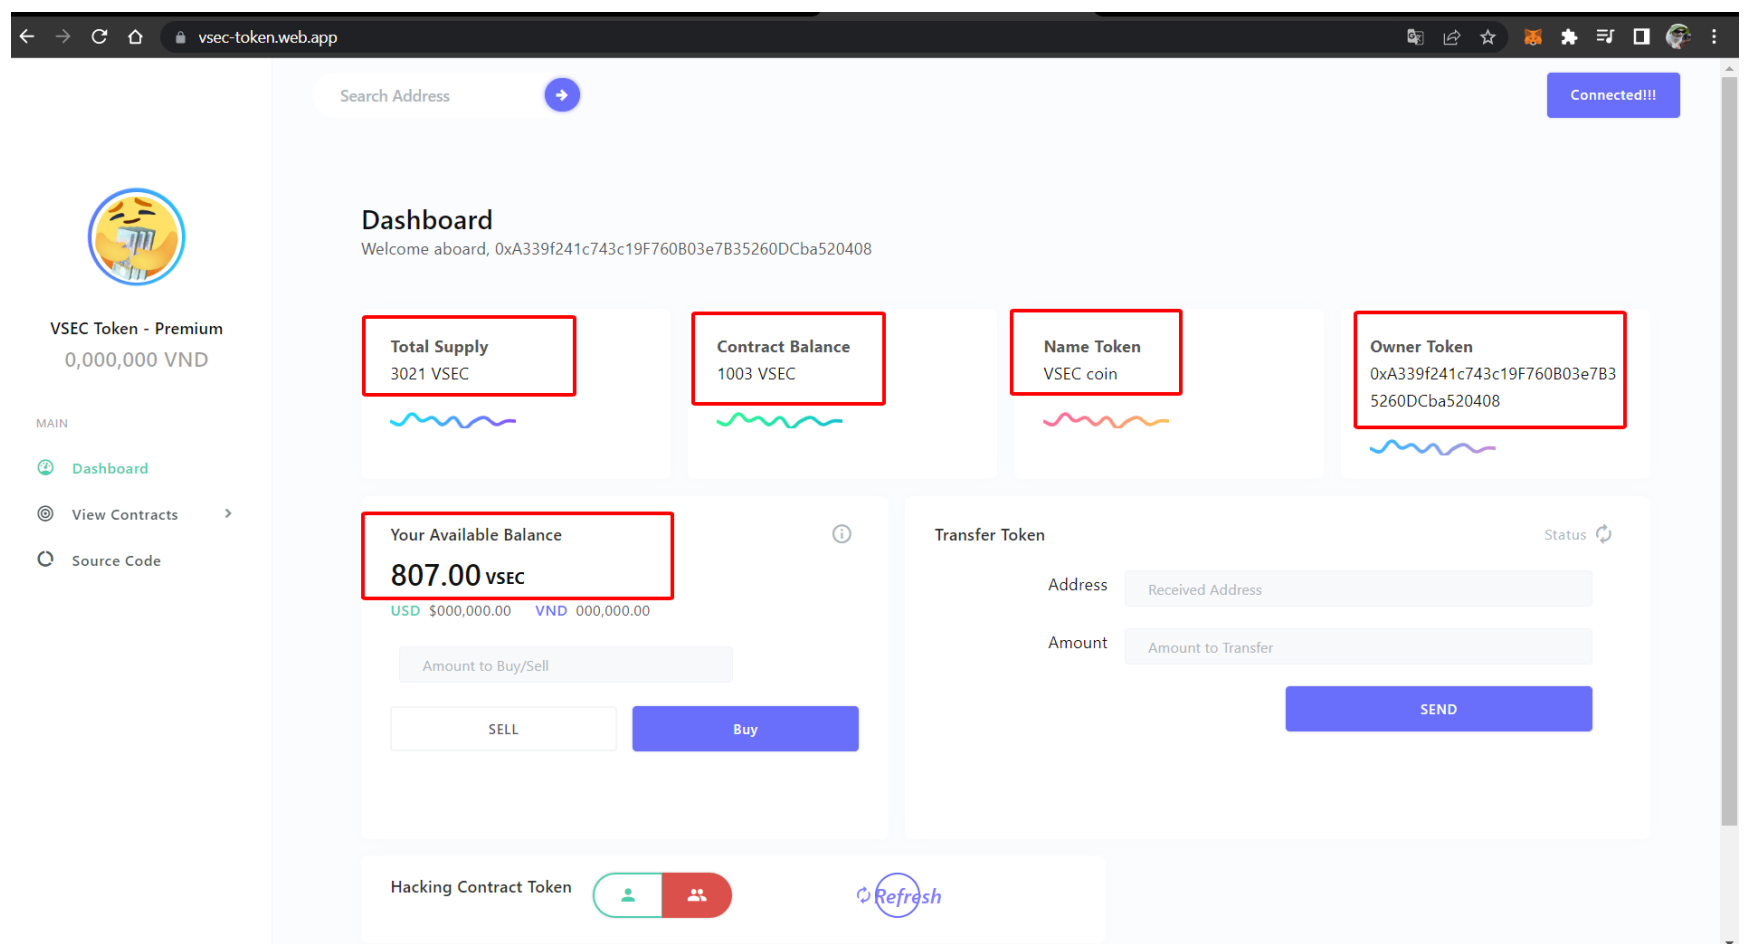 vsec-token.web.app
Search Address
Connected!!!
VSEC Token - Premium
0,000,000 VND
MAIN
Dashboard
View Contracts
Source Code
Dashboard
Welcome aboard, 0xA339f241c743c19F760B03e7B35260DCba520408
Total Supply
3021 VSEC
Contract Balance
1003 VSEC
Name Token
VSEC coin
Owner Token
0xA339f241c743c19F760B03e7B3
5260DCba520408
Your Available Balance
807.00 VSEC
USD $000,000.00 VND 000,000.00
Amount to Buy/Sell
SELL
Buy
Transfer Token
Status
Address
Received Address
Amount
Amount to Transfer
SEND
Hacking Contract Token
Refresh